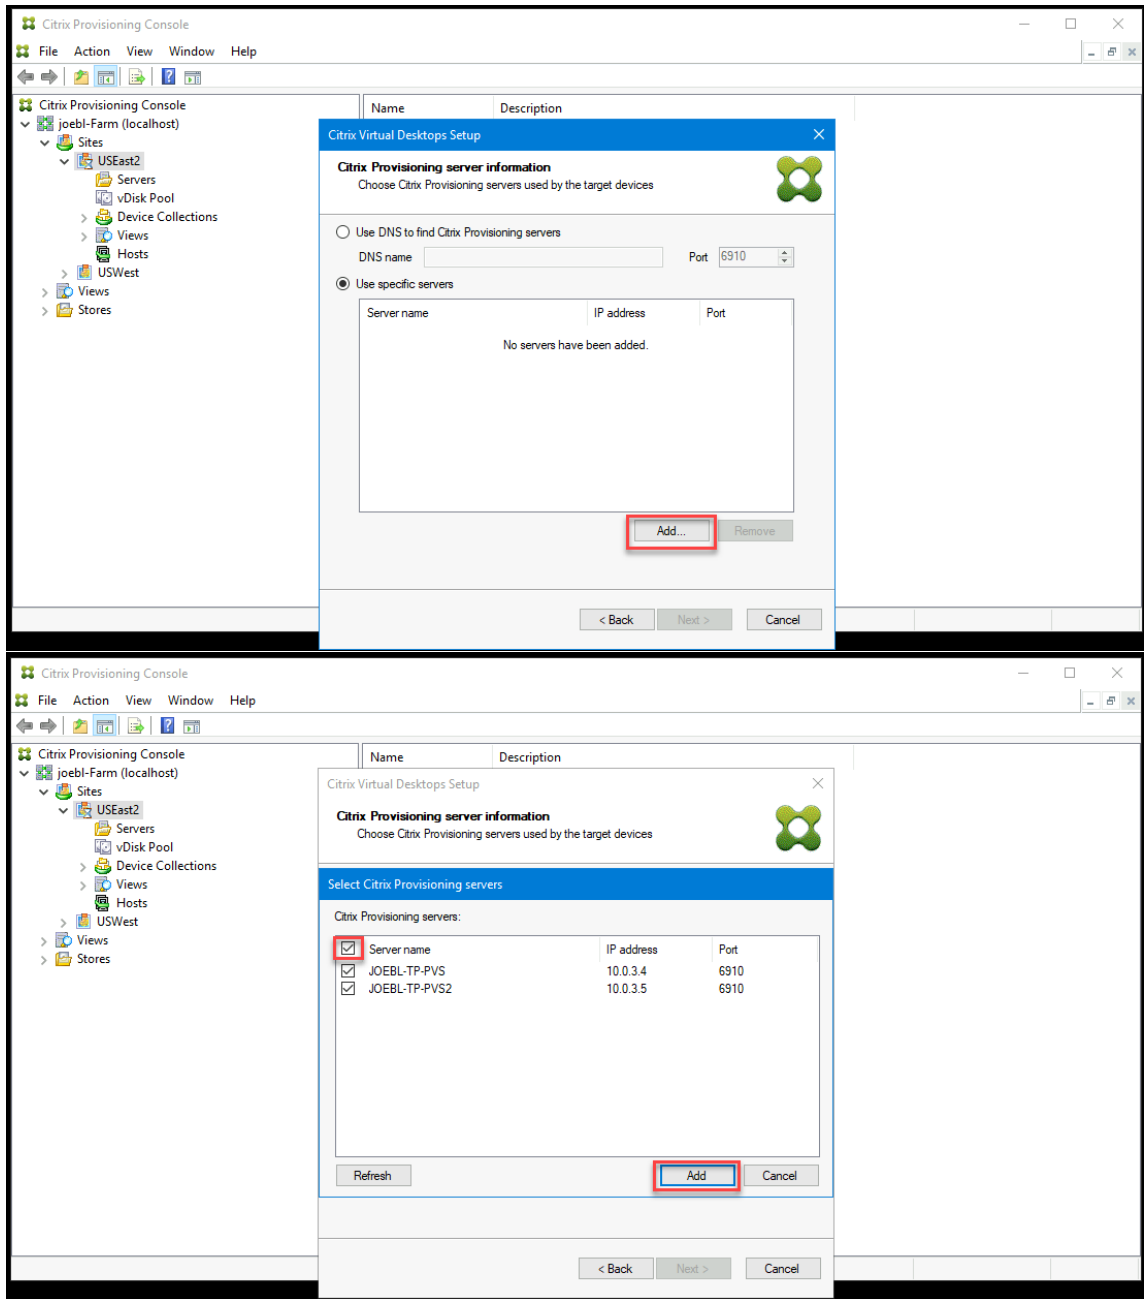 Citrix Provisioning Console
File Action View Window Help
Citrix Provisioning Console
joebl-Farm (localhost)
Sites
USEast2
Servers
vDisk Pool
Device Collections
Views
Hosts
USWest
Views
Stores
Name Description
Citrix Virtual Desktops Setup
Citrix Provisioning server information
Choose Citrix Provisioning servers used by the target devices
Use DNS to find Citrix Provisioning servers
DNS name Port 6910
Use specific servers
Server name IP address Port
No servers have been added.
Add... Remove
< Back Next > Cancel
Citrix Provisioning Console
File Action View Window Help
Citrix Provisioning Console
joebl-Farm (localhost)
Sites
USEast2
Servers
vDisk Pool
Device Collections
Views
Hosts
USWest
Views
Stores
Name Description
Citrix Virtual Desktops Setup
Citrix Provisioning server information
Choose Citrix Provisioning servers used by the target devices
Select Citrix Provisioning servers
Citrix Provisioning servers:
Server name IP address Port
JOEBL-TP-PVS 10.0.3.4 6910
JOEBL-TP-PVS2 10.0.3.5 6910
Refresh Add Cancel
< Back Next > Cancel